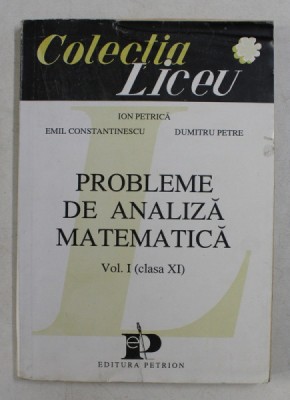 Colecția
Liceu
ION PETRICĂ
EMIL CONSTANTINESCU DUMITRU PETRE
PROBLEME
DE ANALIZĂ
MATEMATICĂ
Vol. I (clasa XI)
EDITURA PETRION